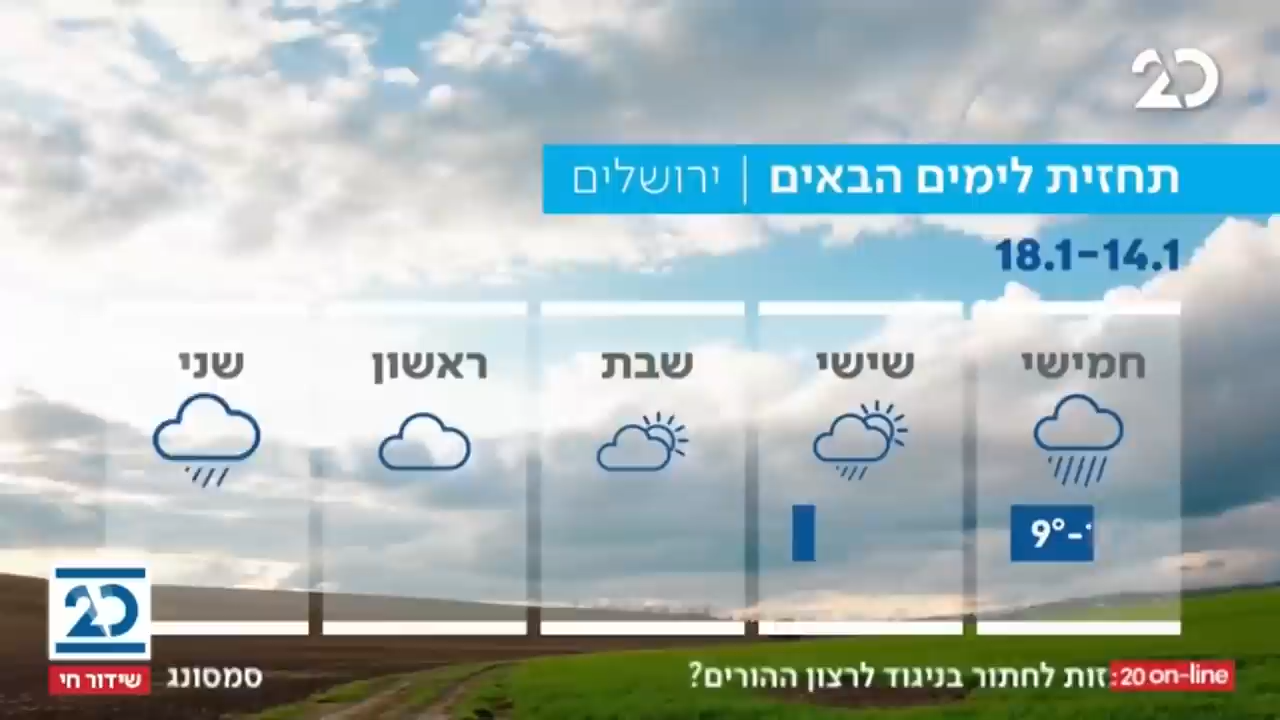 20
תחזית לימים הבאים | ירושלים
18.1-14.1
חמישי
שישי
שבת
ראשון
שני
9°-
20
שידור חי
20 on-line: זות לחתור בניגוד לרצון ההורים?
סמסונג